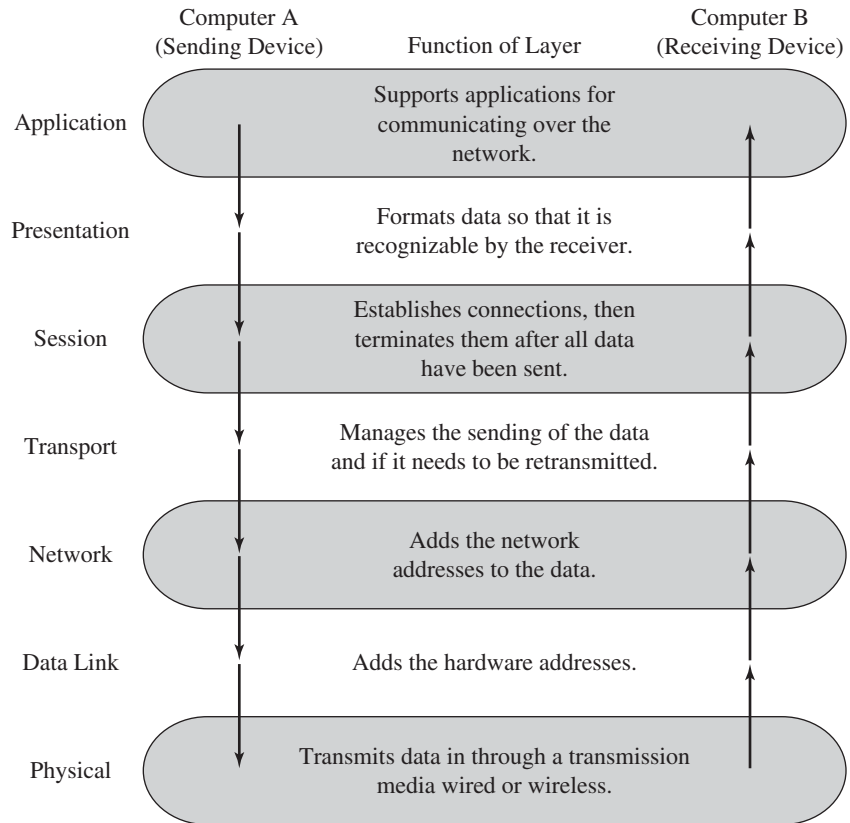 Computer A
(Sending Device)
Function of Layer
Computer B
(Receiving Device)
Application
Supports applications for
communicating over the
network.
Presentation
Formats data so that it is
recognizable by the receiver.
Session
Establishes connections, then
terminates them after all data
have been sent.
Transport
Manages the sending of the data
and if it needs to be retransmitted.
Network
Adds the network
addresses to the data.
Data Link
Adds the hardware addresses.
Physical
Transmits data in through a transmission
media wired or wireless.